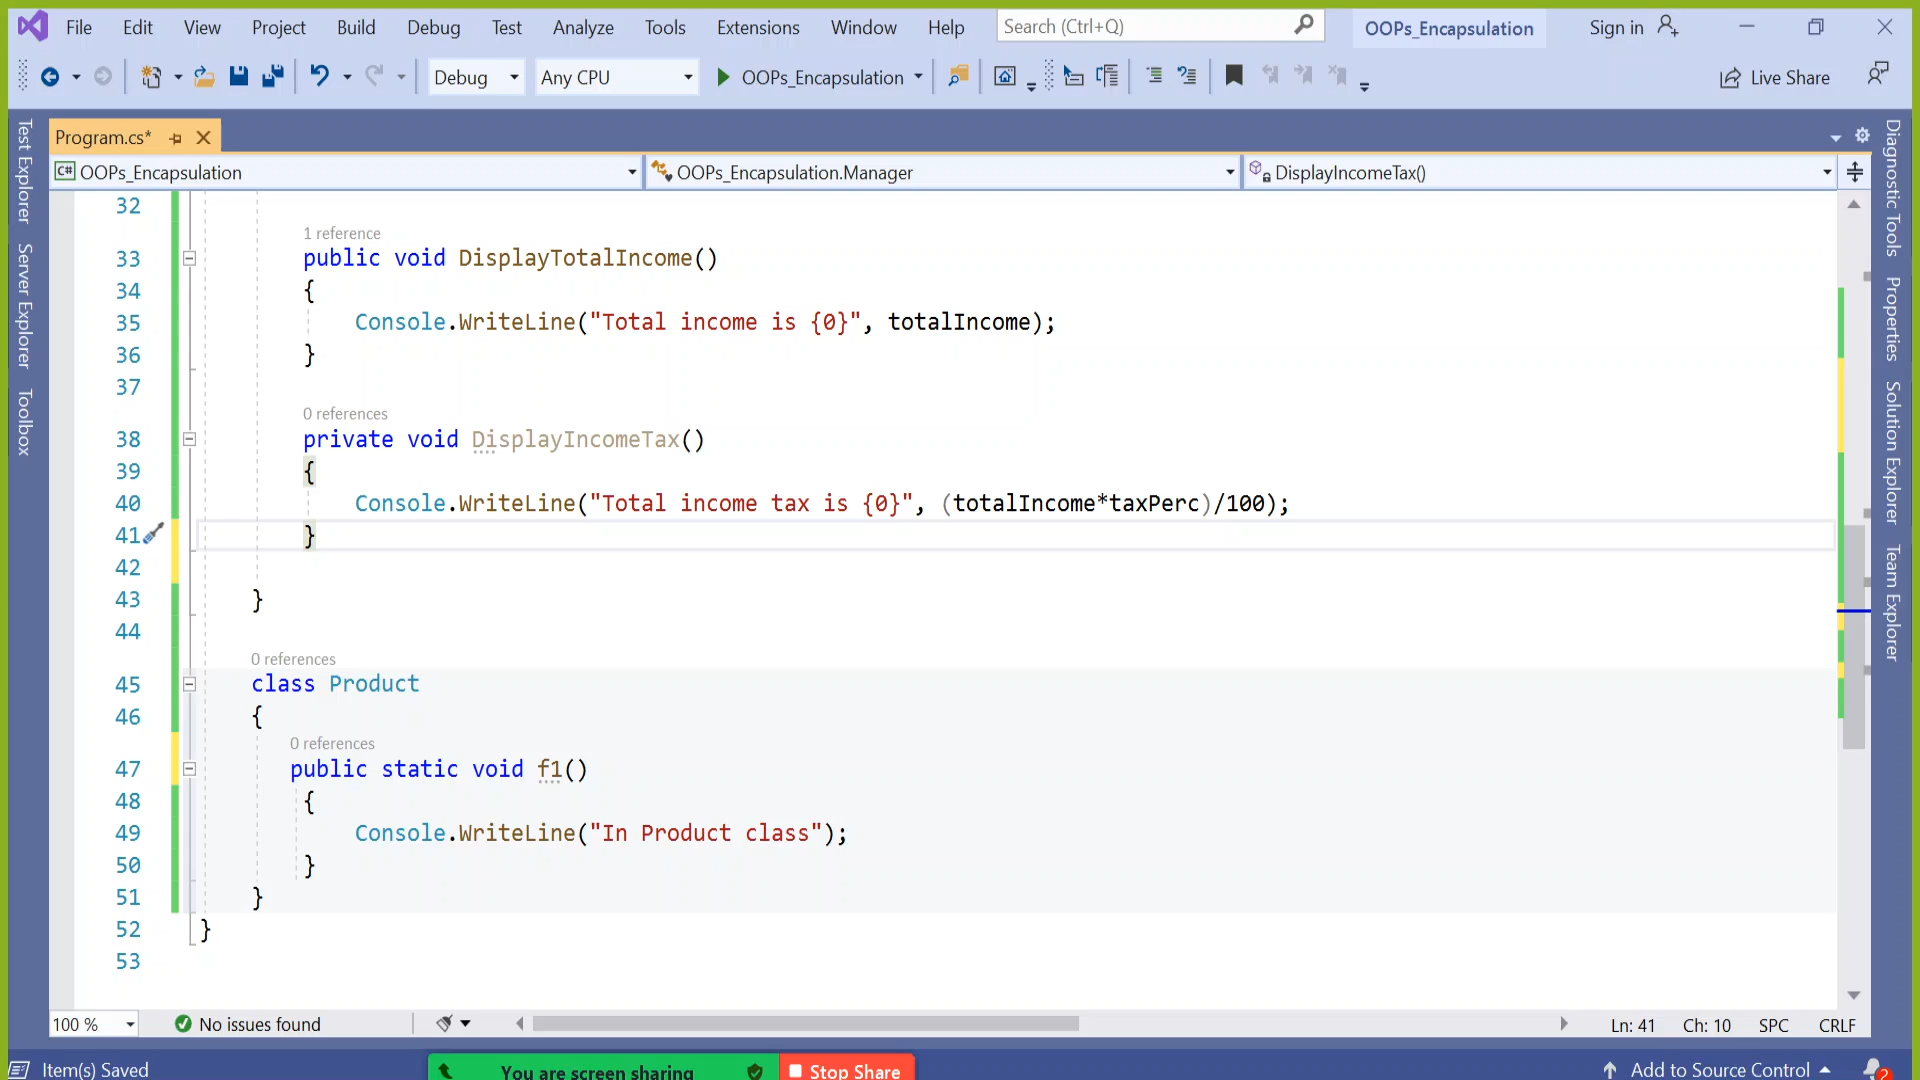 File Edit View Project Build Debug Test Analyze Tools Extensions Window Help Search (Ctrl+Q) OOPs_Encapsulation Sign in
Debug Any CPU OOPs_Encapsulation Live Share
Program.cs*
C# OOPs_Encapsulation OOPs_Encapsulation.Manager DisplayIncomeTax()
Test Explorer
Server Explorer
Toolbox
32
1 reference
33 public void DisplayTotalIncome()
34 {
35 Console.WriteLine("Total income is {0}", totalIncome);
36 }
37
0 references
38 private void DisplayIncomeTax()
39 {
40 Console.WriteLine("Total income tax is {0}", (totalIncome*taxPerc)/100);
41 }
42
43 }
44
0 references
45 class Product
46 {
0 references
47 public static void f1()
48 {
49 Console.WriteLine("In Product class");
50 }
51 }
52 }
53
Diagnostic Tools
Properties
Solution Explorer
Team Explorer
100 % No issues found Ln: 41 Ch: 10 SPC CRLF
Item(s) Saved You are screen sharing Stop Share Add to Source Control 2